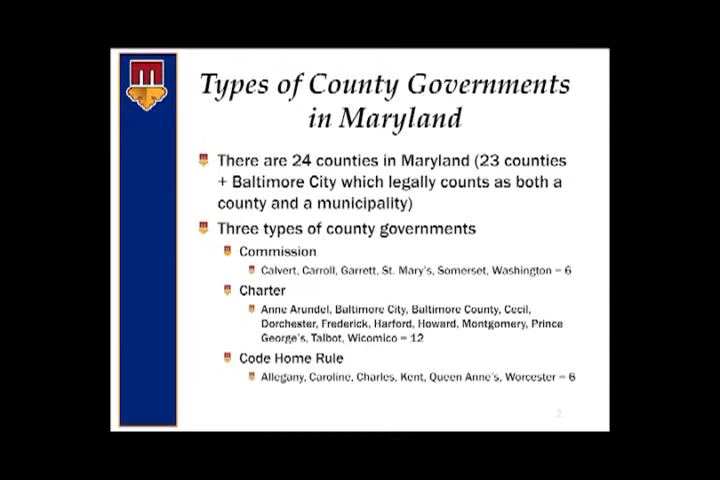 Types of County Governments
in Maryland
There are 24 counties in Maryland (23 counties
+ Baltimore City which legally counts as both a
county and a municipality)
Three types of county governments
Commission
Calvert, Carroll, Garrett, St. Mary's, Somerset, Washington = 6
Charter
Anne Arundel, Baltimore City, Baltimore County, Cecil,
Dorchester, Frederick, Harford, Howard, Montgomery, Prince
George's, Talbot, Wicomico = 12
Code Home Rule
Allegany, Caroline, Charles, Kent, Queen Anne's, Worcester = 6